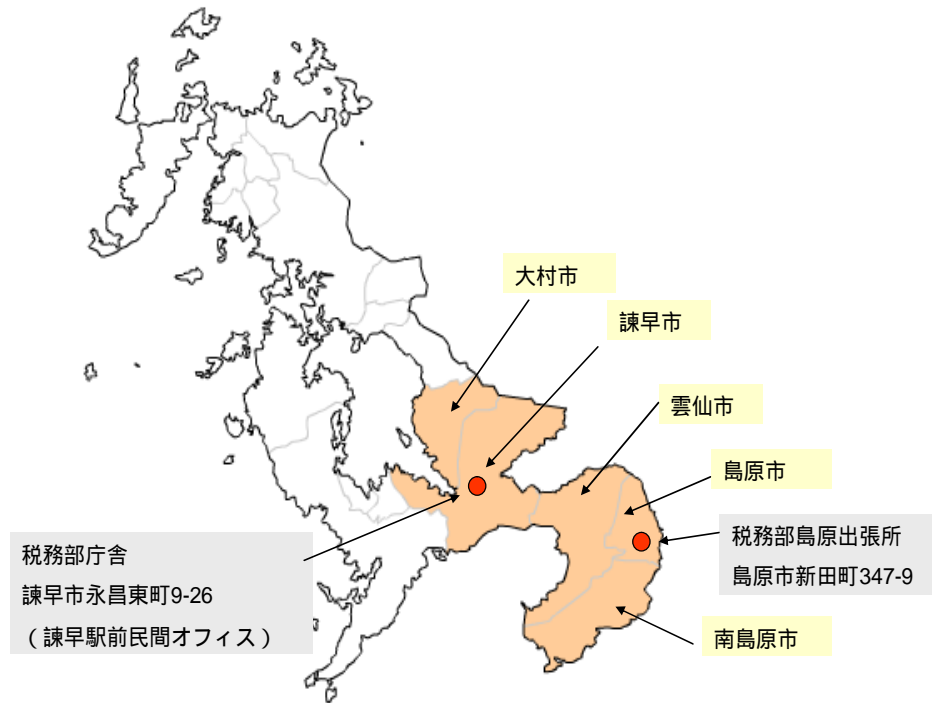 大村市
諫早市
雲仙市
島原市
税務部島原出張所
島原市新田町347-9
税務部庁舎
諫早市永昌東町9-26
（諫早駅前民間オフィス）
南島原市